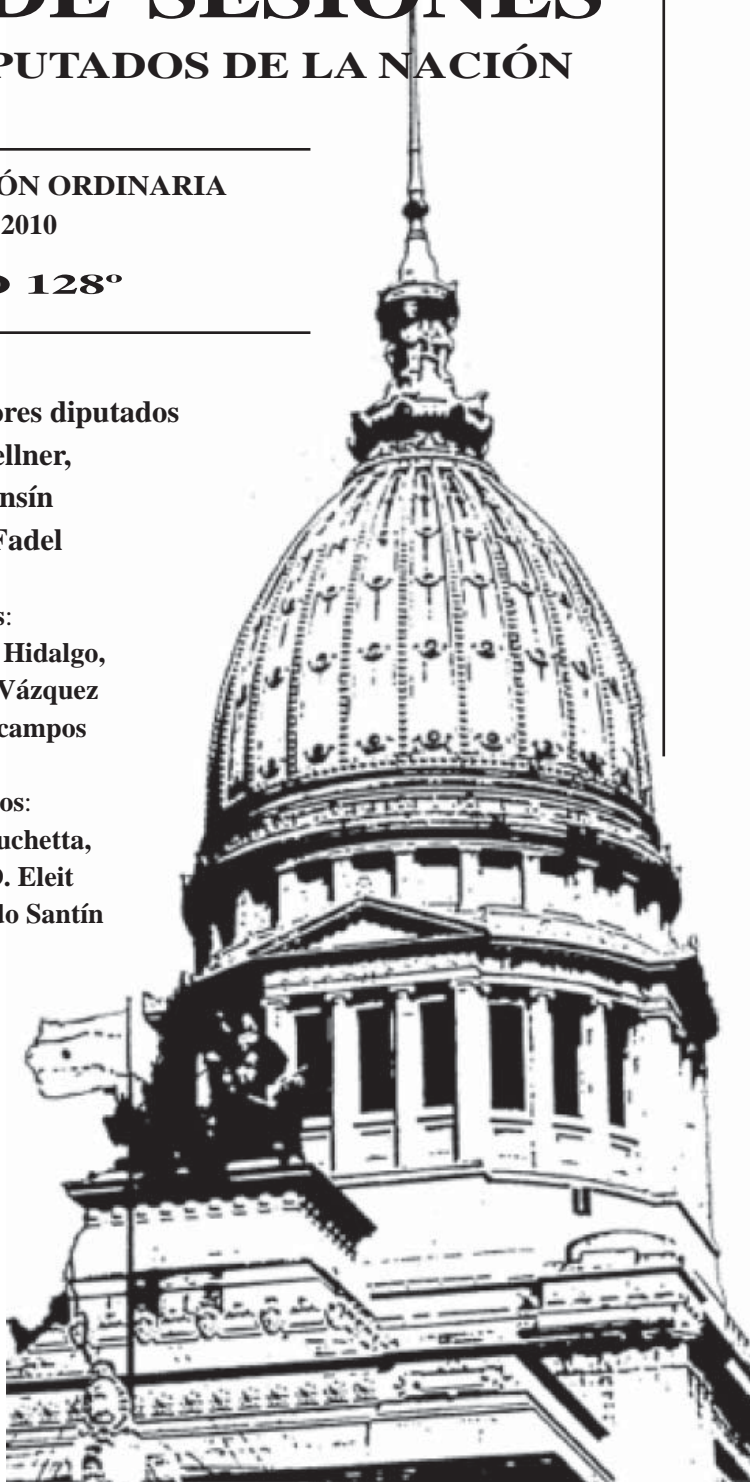 DE SESIONES
PUTADOS DE LA NACIÓN
ÓN ORDINARIA
2010
O 128º
ores diputados
ellner,
nsín
Fadel
s:
Hidalgo,
Vázquez
campos
os:
uchetta,
D. Eleit
do Santín